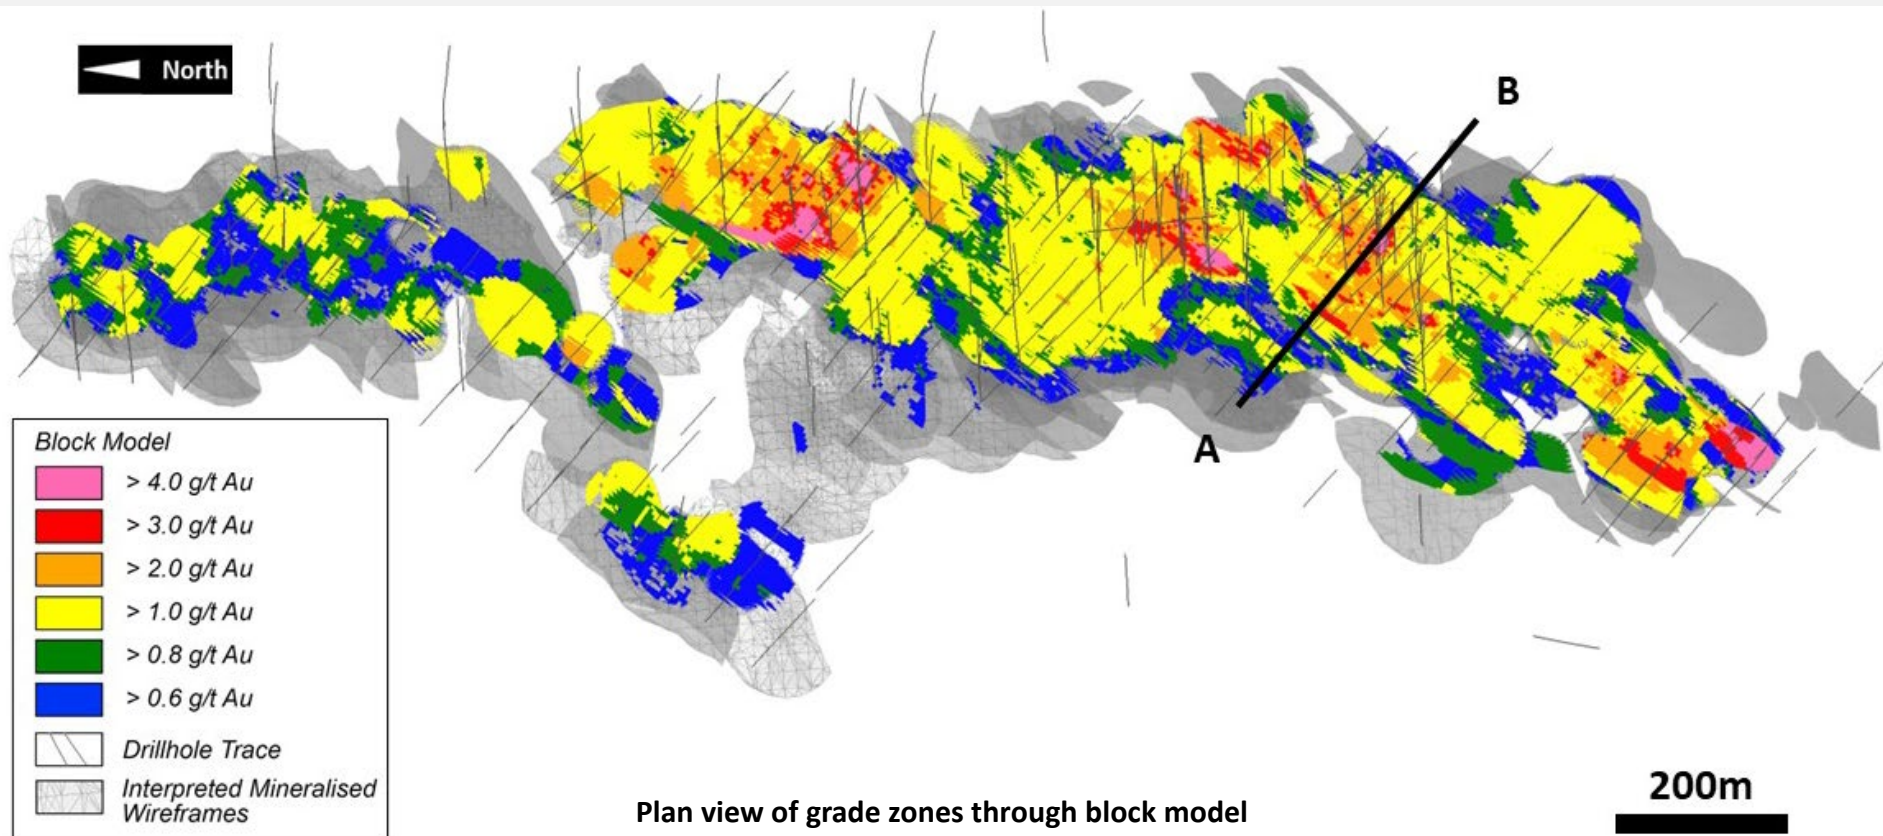 North
B
A
Block Model
> 4.0 g/t Au
> 3.0 g/t Au
> 2.0 g/t Au
> 1.0 g/t Au
> 0.8 g/t Au
> 0.6 g/t Au
Drillhole Trace
Interpreted Mineralised
Wireframes
Plan view of grade zones through block model
200m